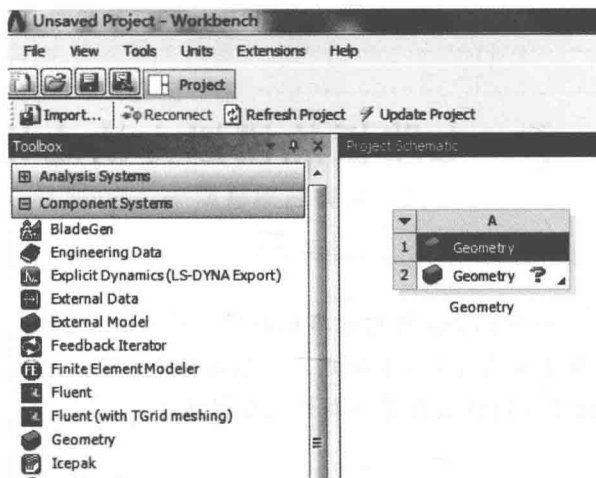 Unsaved Project - Workbench
File View Tools Units Extensions Help
Project
Import... Reconnect Refresh Project Update Project
Toolbox
Project Schematic
Analysis Systems
Component Systems
BladeGen
Engineering Data
Explicit Dynamics (LS-DYNA Export)
External Data
External Model
Feedback Iterator
Finite Element Modeler
Fluent
Fluent (with TGrid meshing)
Geometry
Icepak
A
1 Geometry
2 Geometry ?
Geometry